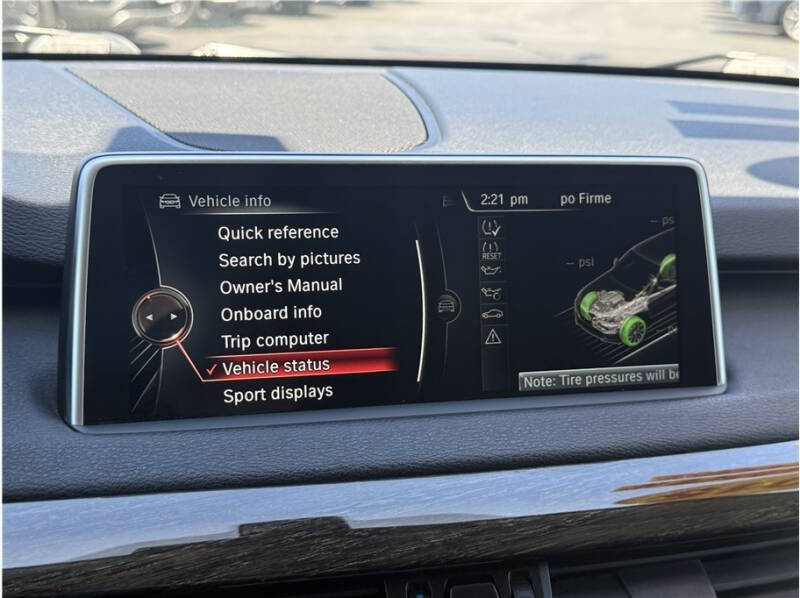 Vehicle info
Quick reference
Search by pictures
Owner's Manual
Onboard info
Trip computer
Vehicle status
Sport displays
2:21 pm po Firme
RESET
-- ps
-- psi
Note: Tire pressures will be